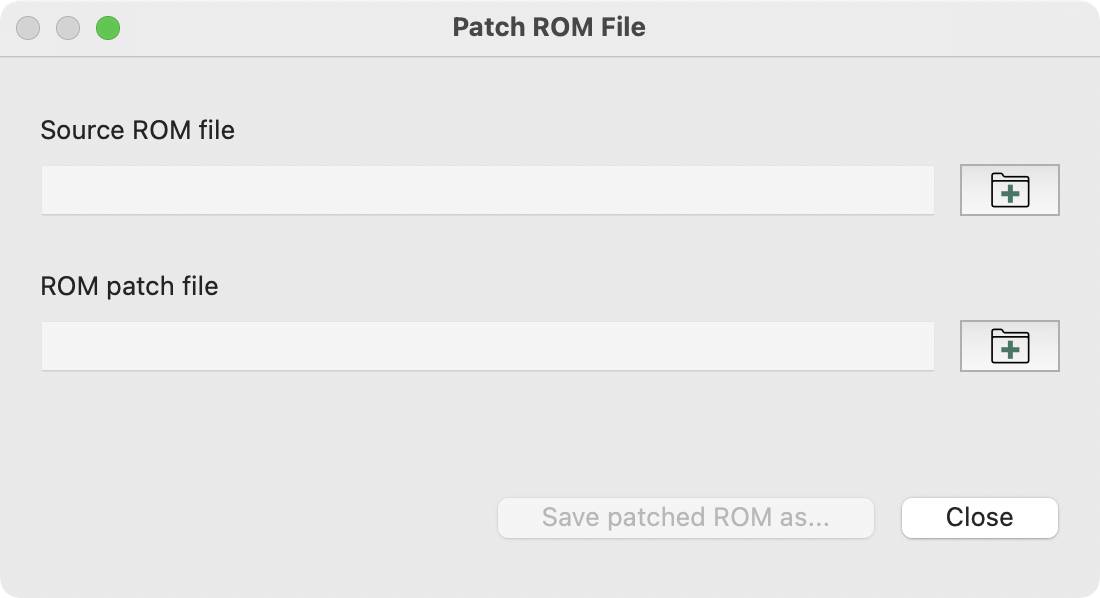 Patch ROM File
Source ROM file
ROM patch file
Save patched ROM as...
Close